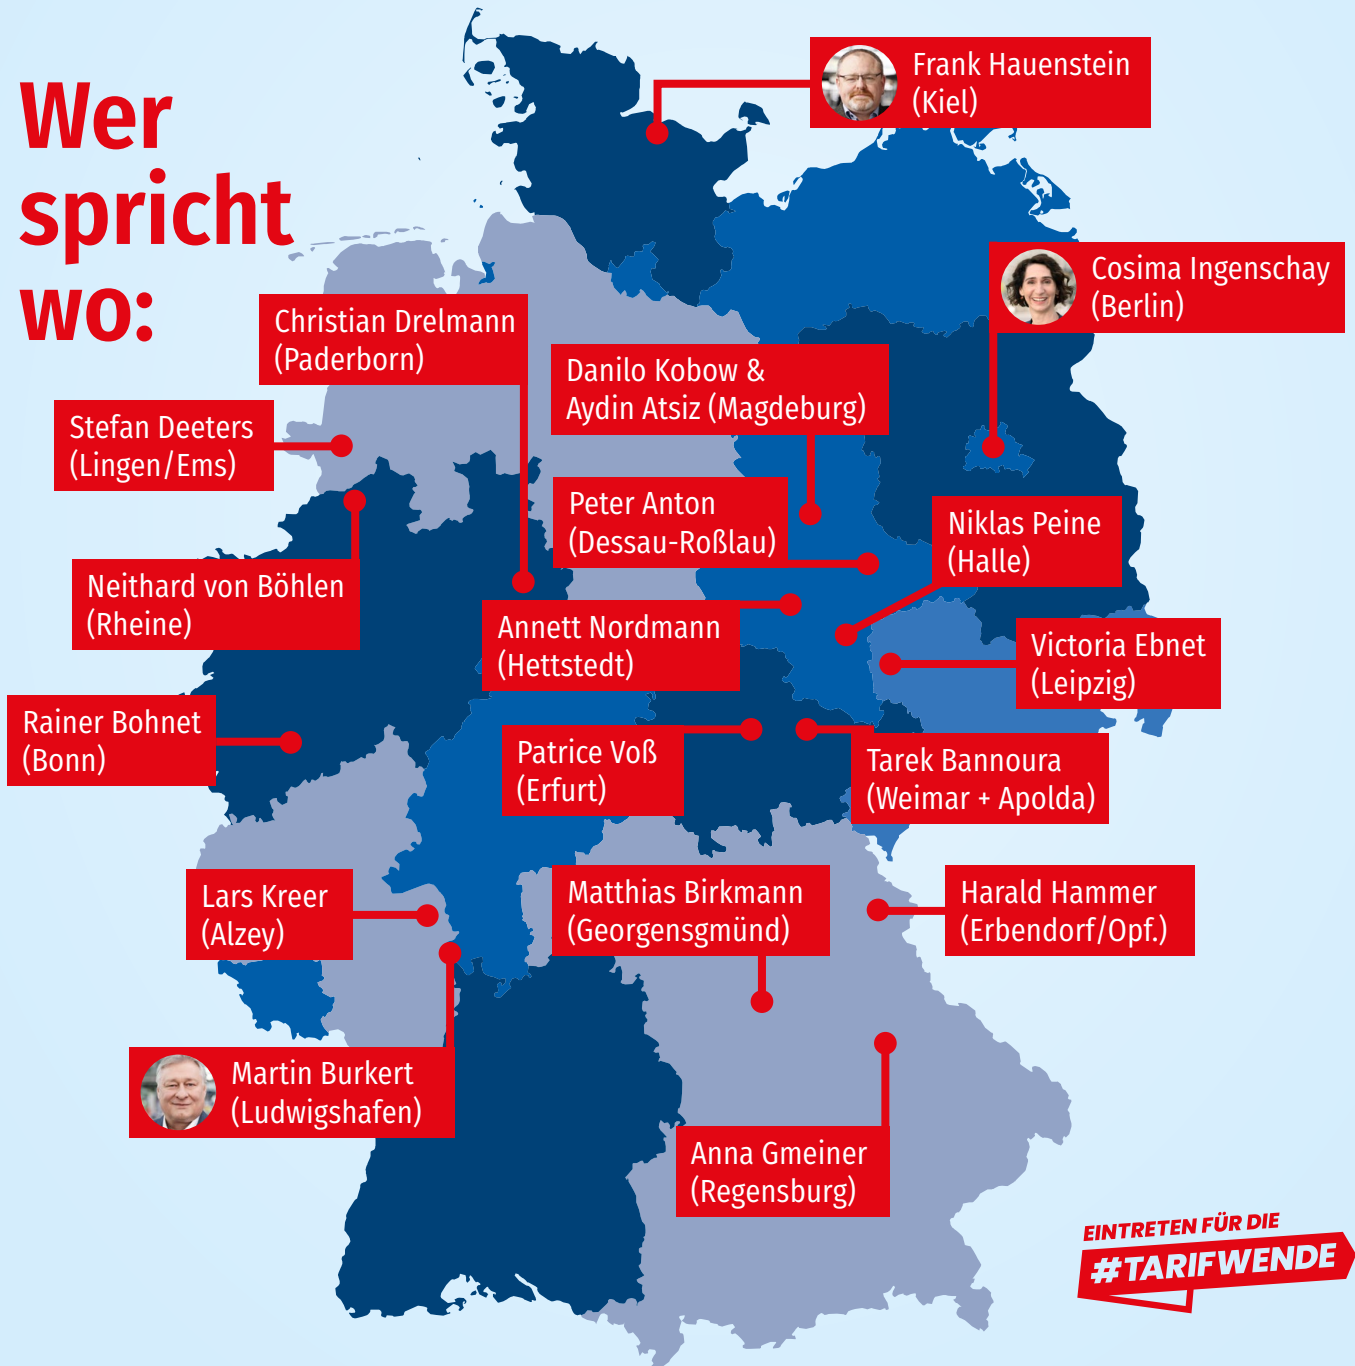 Wer
spricht
wo:
Frank Hauenstein
(Kiel)
Cosima Ingenschay
(Berlin)
Christian Drelmann
(Paderborn)
Danilo Kobow &
Aydin Atsiz (Magdeburg)
Stefan Deeters
(Lingen/Ems)
Peter Anton
(Dessau-Roßlau)
Niklas Peine
(Halle)
Neithard von Böhlen
(Rheine)
Annett Nordmann
(Hettstedt)
Victoria Ebnet
(Leipzig)
Rainer Bohnet
(Bonn)
Patrice Voß
(Erfurt)
Tarek Bannoura
(Weimar + Apolda)
Lars Kreer
(Alzey)
Matthias Birkmann
(Georgensgmünd)
Harald Hammer
(Erbendorf/Opf.)
Martin Burkert
(Ludwigshafen)
Anna Gmeiner
(Regensburg)
EINTRETEN FÜR DIE
#TARIFWENDE